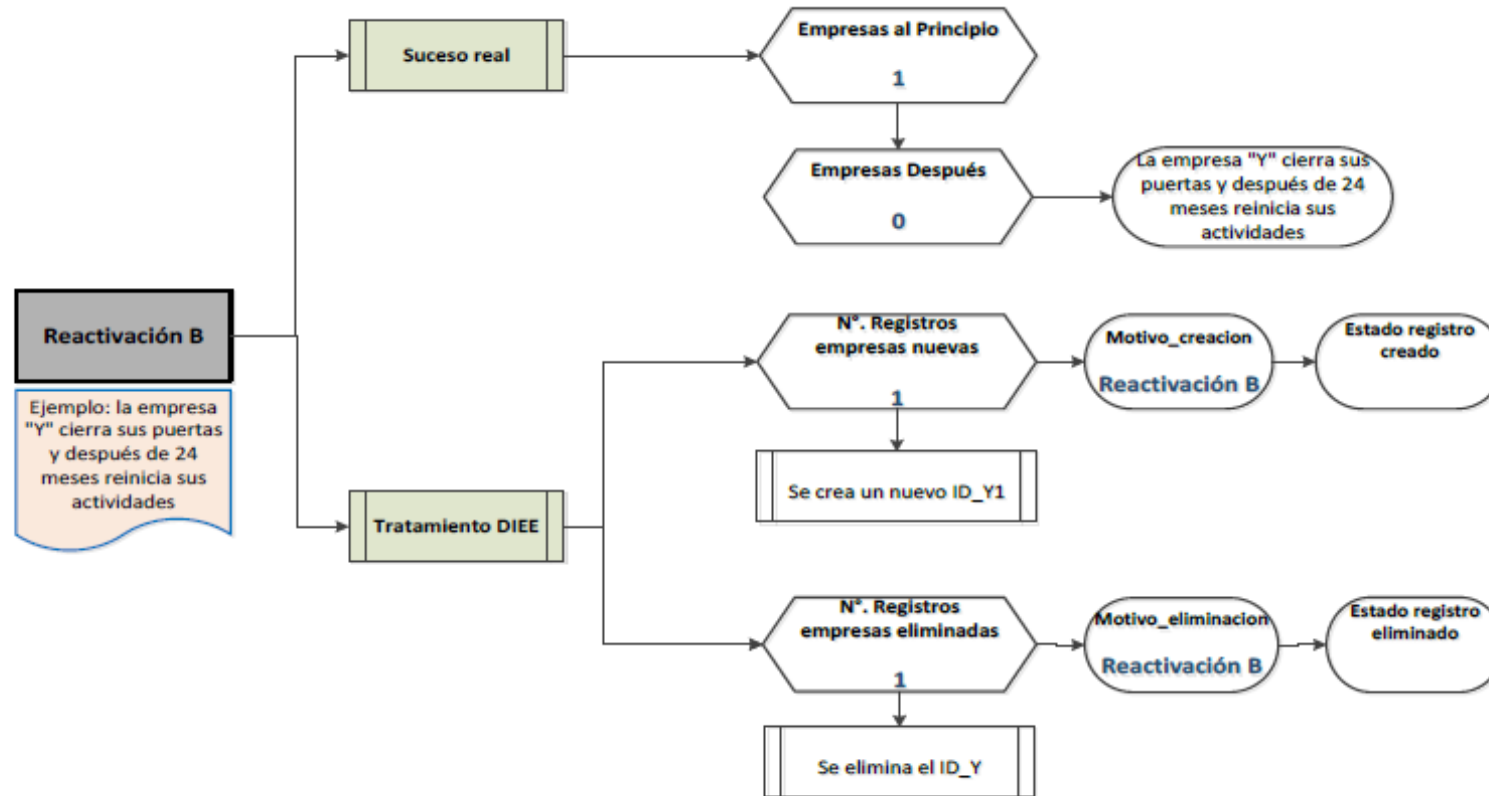 Suceso real
Empresas al Principio
1
Empresas Después
0
La empresa "Y" cierra sus
puertas y después de 24
meses reinicia sus
actividades
Reactivación B
Ejemplo: la empresa
"Y" cierra sus puertas
y después de 24
meses reinicia sus
actividades
Tratamiento DIEE
N°. Registros
empresas nuevas
1
Motivo_creacion
Reactivación B
Estado registro
creado
Se crea un nuevo ID_Y1
N°. Registros
empresas eliminadas
1
Motivo_eliminacion
Reactivación B
Estado registro
eliminado
Se elimina el ID_Y